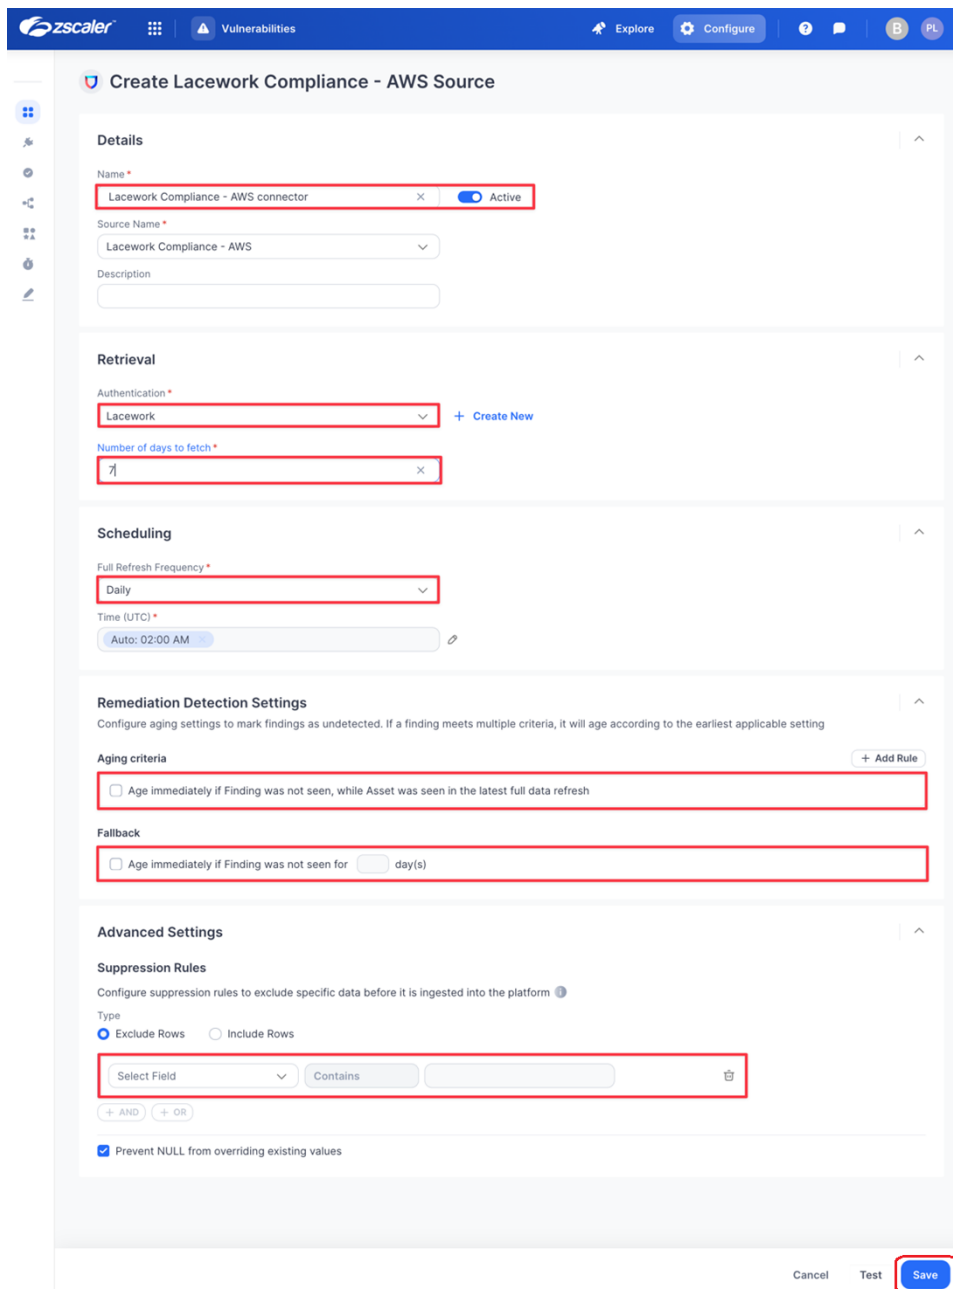 zscaler Vulnerabilities Explore Configure ? B PL
Create Lacework Compliance - AWS Source
Details
Name *
Lacework Compliance - AWS connector Active
Source Name *
Lacework Compliance - AWS
Description
Retrieval
Authentication *
Lacework + Create New
Number of days to fetch *
7
Scheduling
Full Refresh Frequency *
Daily
Time (UTC) *
Auto: 02:00 AM
Remediation Detection Settings
Configure aging settings to mark findings as undetected. If a finding meets multiple criteria, it will age according to the earliest applicable setting
Aging criteria + Add Rule
Age immediately if Finding was not seen, while Asset was seen in the latest full data refresh
Fallback
Age immediately if Finding was not seen for day(s)
Advanced Settings
Suppression Rules
Configure suppression rules to exclude specific data before it is ingested into the platform
Type
Exclude Rows Include Rows
Select Field Contains
+ AND + OR
Prevent NULL from overriding existing values
Cancel Test Save